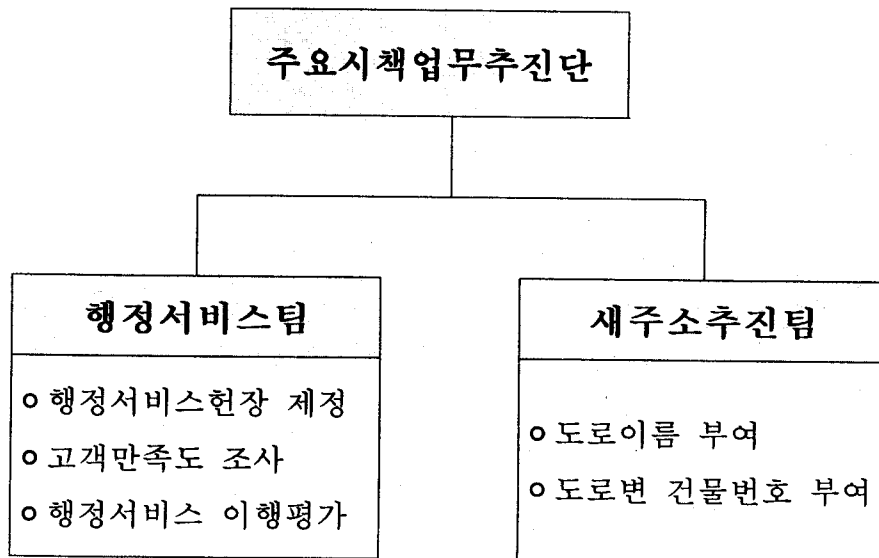 주요시책업무추진단
행정서비스팀
o 행정서비스헌장 제정
o 고객만족도 조사
o 행정서비스 이행평가
새주소추진팀
o 도로이름 부여
o 도로변 건물번호 부여